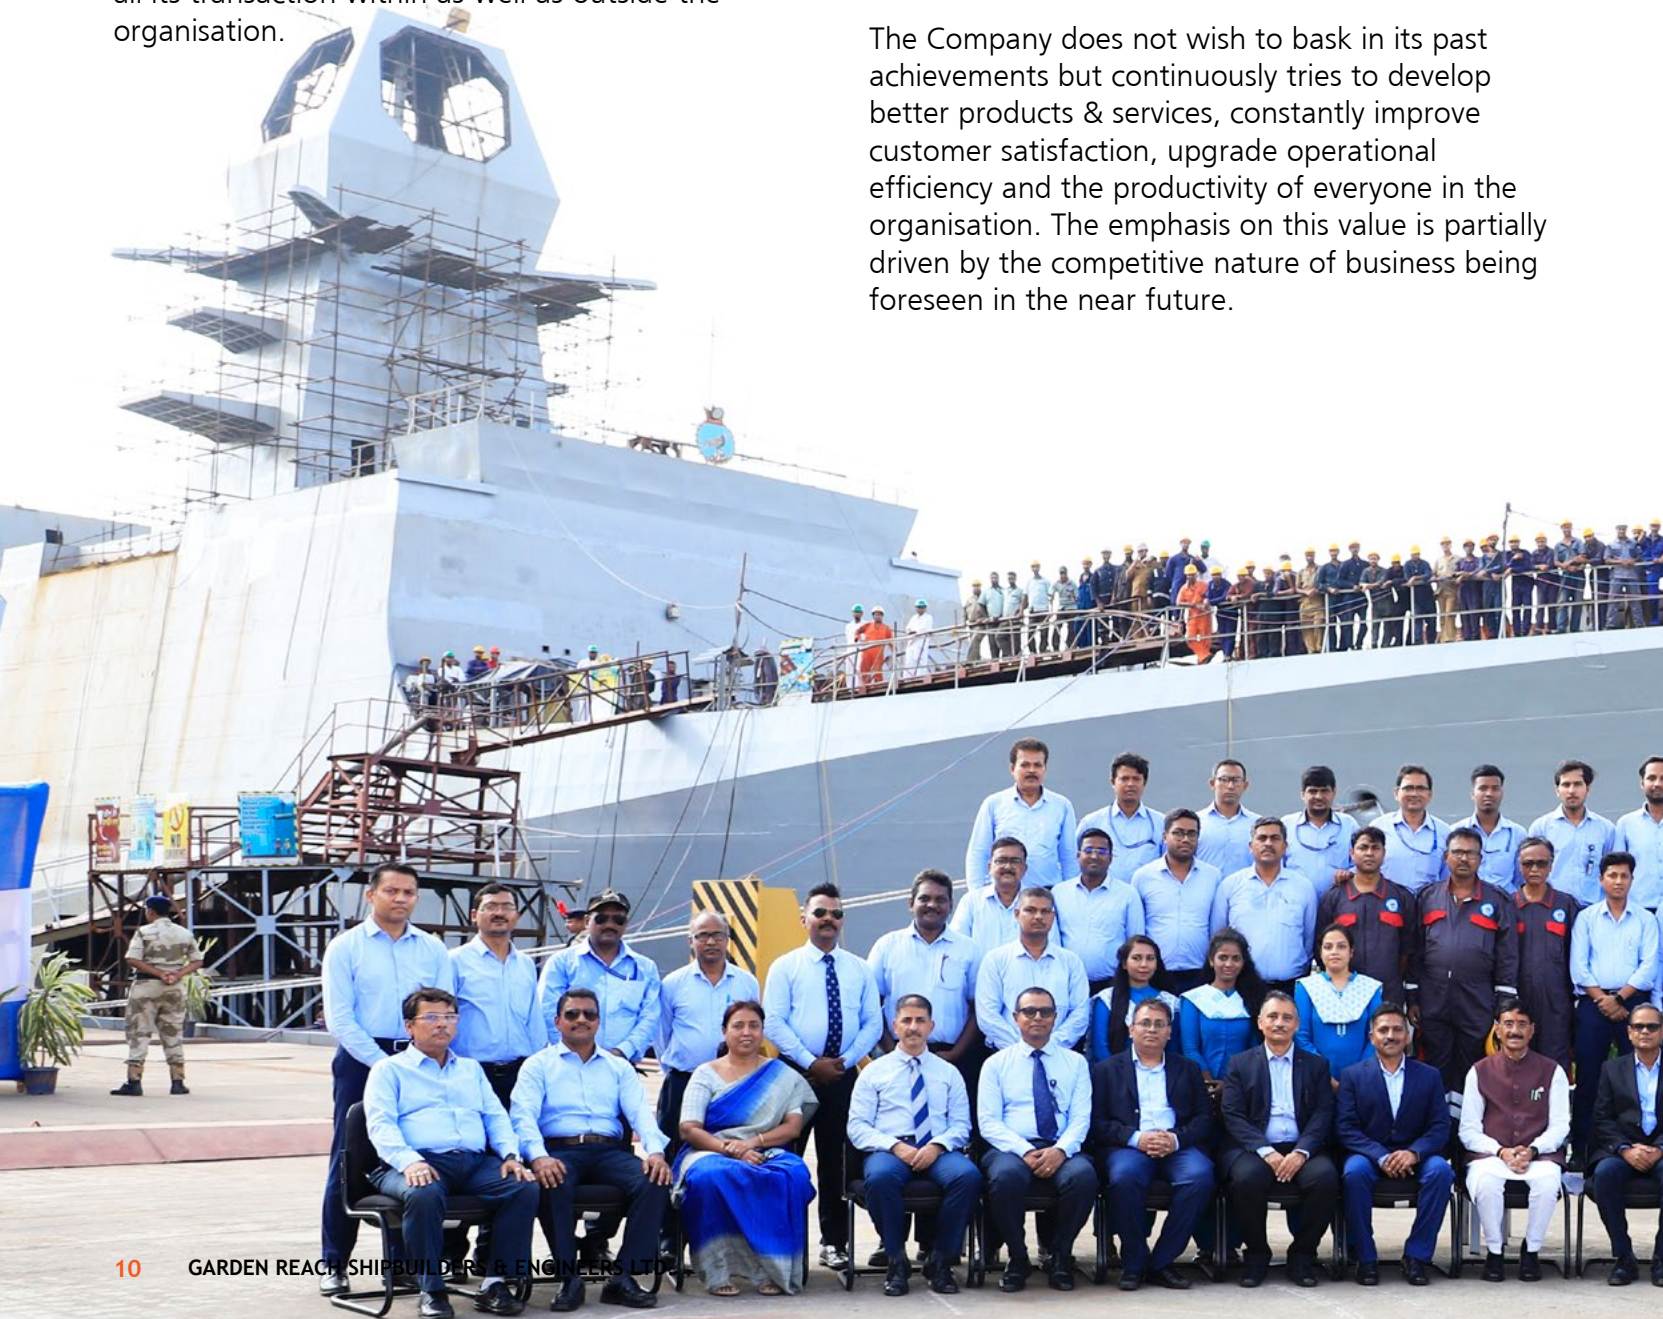 organisation.
The Company does not wish to bask in its past
achievements but continuously tries to develop
better products & services, constantly improve
customer satisfaction, upgrade operational
efficiency and the productivity of everyone in the
organisation. The emphasis on this value is partially
driven by the competitive nature of business being
foreseen in the near future.
NO
10 GARDEN REACH SHIPBUILDERS & ENGINEERS LTD.